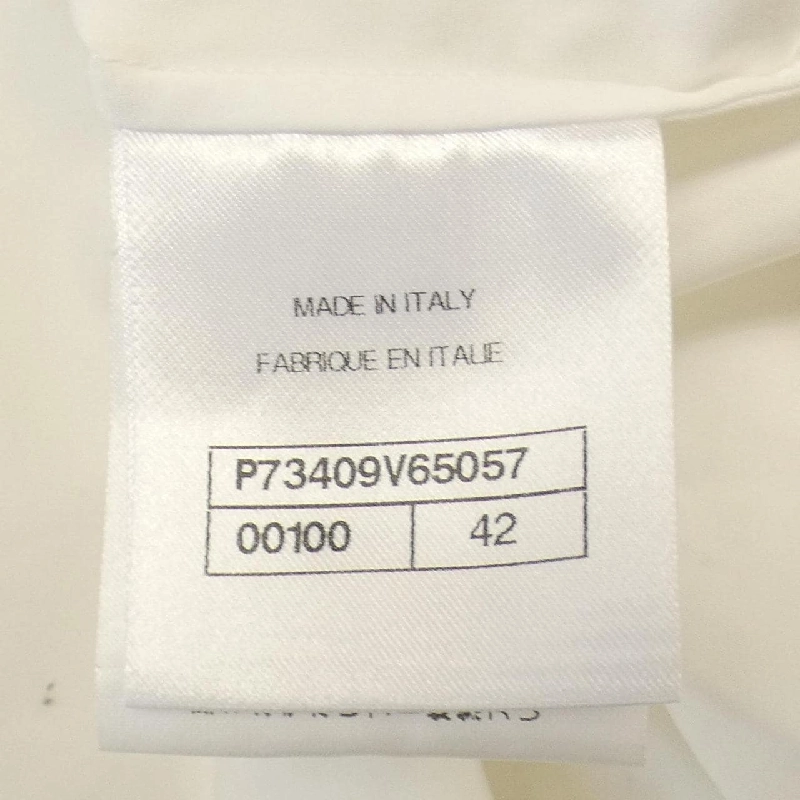 MADE IN ITALY
FABRIQUE EN ITALIE
P73409V65057
00100 42